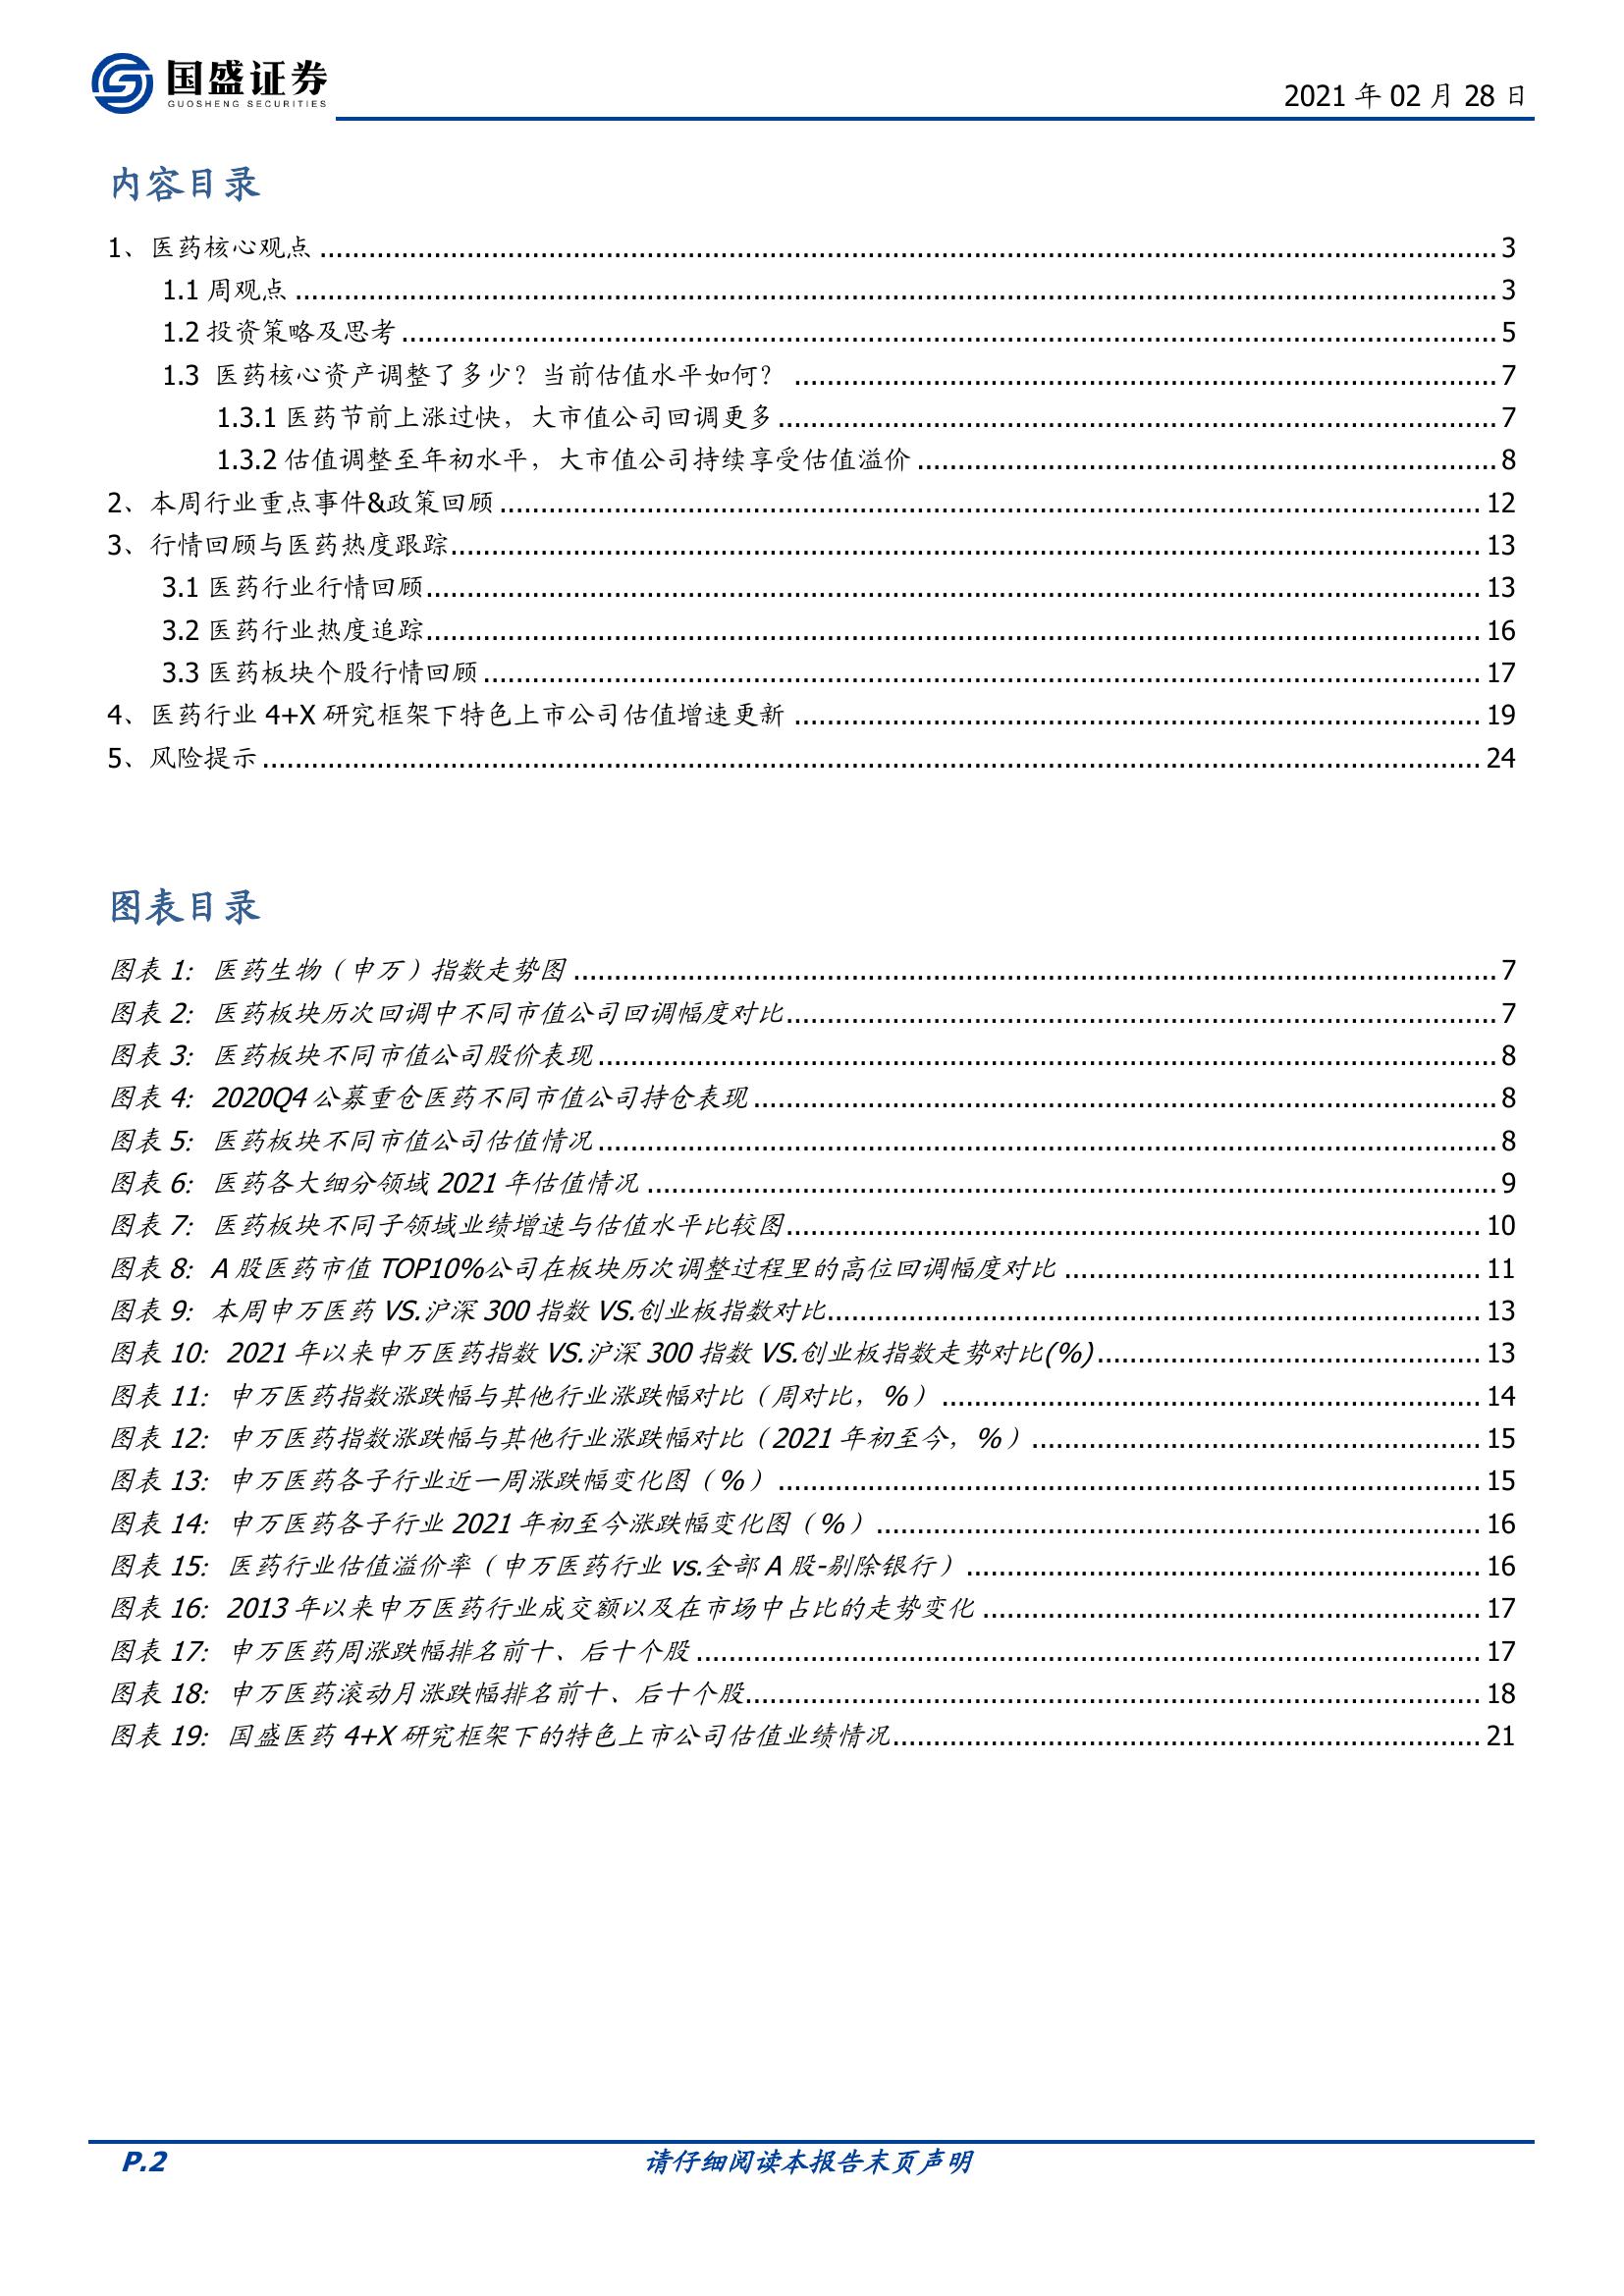 国盛证券
GUOSHENG SECURITIES
2021 年 02 月 28 日
内容目录
1、医药核心观点 ........ 3
1.1 周观点 ........ 3
1.2 投资策略及思考 ........ 5
1.3 医药核心资产调整了多少？当前估值水平如何？ ........ 7
1.3.1 医药节前上涨过快，大市值公司回调更多 ........ 7
1.3.2 估值调整至年初水平，大市值公司持续享受估值溢价 ........ 8
2、本周行业重点事件&政策回顾 ........ 12
3、行情回顾与医药热度跟踪 ........ 13
3.1 医药行业行情回顾 ........ 13
3.2 医药行业热度追踪 ........ 16
3.3 医药板块个股行情回顾 ........ 17
4、医药行业 4+X 研究框架下特色上市公司估值增速更新 ........ 19
5、风险提示 ........ 24
图表目录
图表 1: 医药生物（申万）指数走势图 ........ 7
图表 2: 医药板块历次回调中不同市值公司回调幅度对比 ........ 7
图表 3: 医药板块不同市值公司股价表现 ........ 8
图表 4: 2020Q4 公募重仓医药不同市值公司持仓表现 ........ 8
图表 5: 医药板块不同市值公司估值情况 ........ 8
图表 6: 医药各大细分领域 2021 年估值情况 ........ 9
图表 7: 医药板块不同子领域业绩增速与估值水平比较图 ........ 10
图表 8: A 股医药市值 TOP10%公司在板块历次调整过程里的高位回调幅度对比 ........ 11
图表 9: 本周申万医药 VS.沪深 300 指数 VS.创业板指数对比 ........ 13
图表 10: 2021 年以来申万医药指数 VS.沪深 300 指数 VS.创业板指数走势对比(%) ........ 13
图表 11: 申万医药指数涨跌幅与其他行业涨跌幅对比（周对比，%） ........ 14
图表 12: 申万医药指数涨跌幅与其他行业涨跌幅对比（2021 年初至今，%） ........ 15
图表 13: 申万医药各子行业近一周涨跌幅变化图（%） ........ 15
图表 14: 申万医药各子行业 2021 年初至今涨跌幅变化图（%） ........ 16
图表 15: 医药行业估值溢价率（申万医药行业 vs.全部 A 股-剔除银行） ........ 16
图表 16: 2013 年以来申万医药行业成交额以及在市场中占比的走势变化 ........ 17
图表 17: 申万医药周涨跌幅排名前十、后十个股 ........ 17
图表 18: 申万医药滚动月涨跌幅排名前十、后十个股 ........ 18
图表 19: 国盛医药 4+X 研究框架下的特色上市公司估值业绩情况 ........ 21
P.2
请仔细阅读本报告末页声明